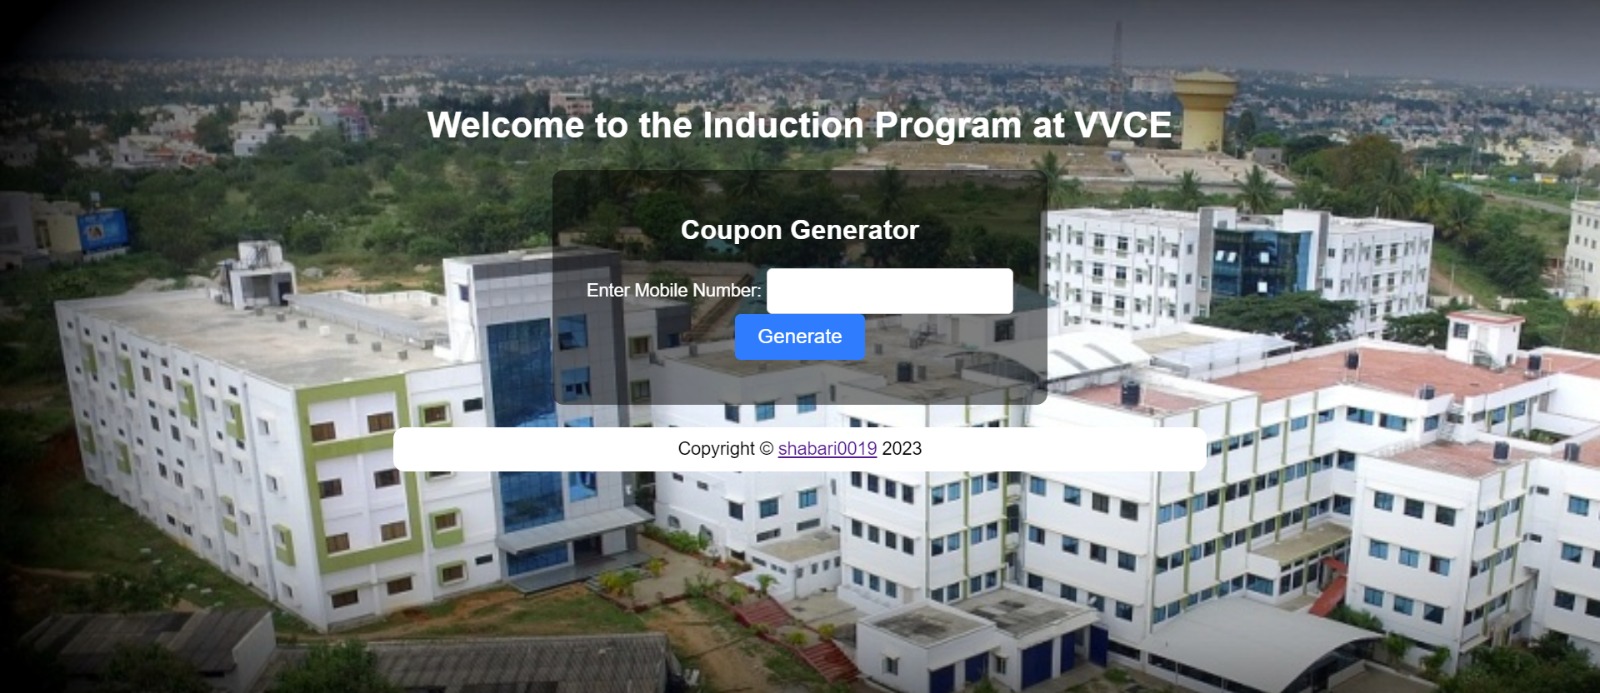 Welcome to the Induction Program at VVCE
Coupon Generator
Enter Mobile Number:
Generate
Copyright © shabari0019 2023